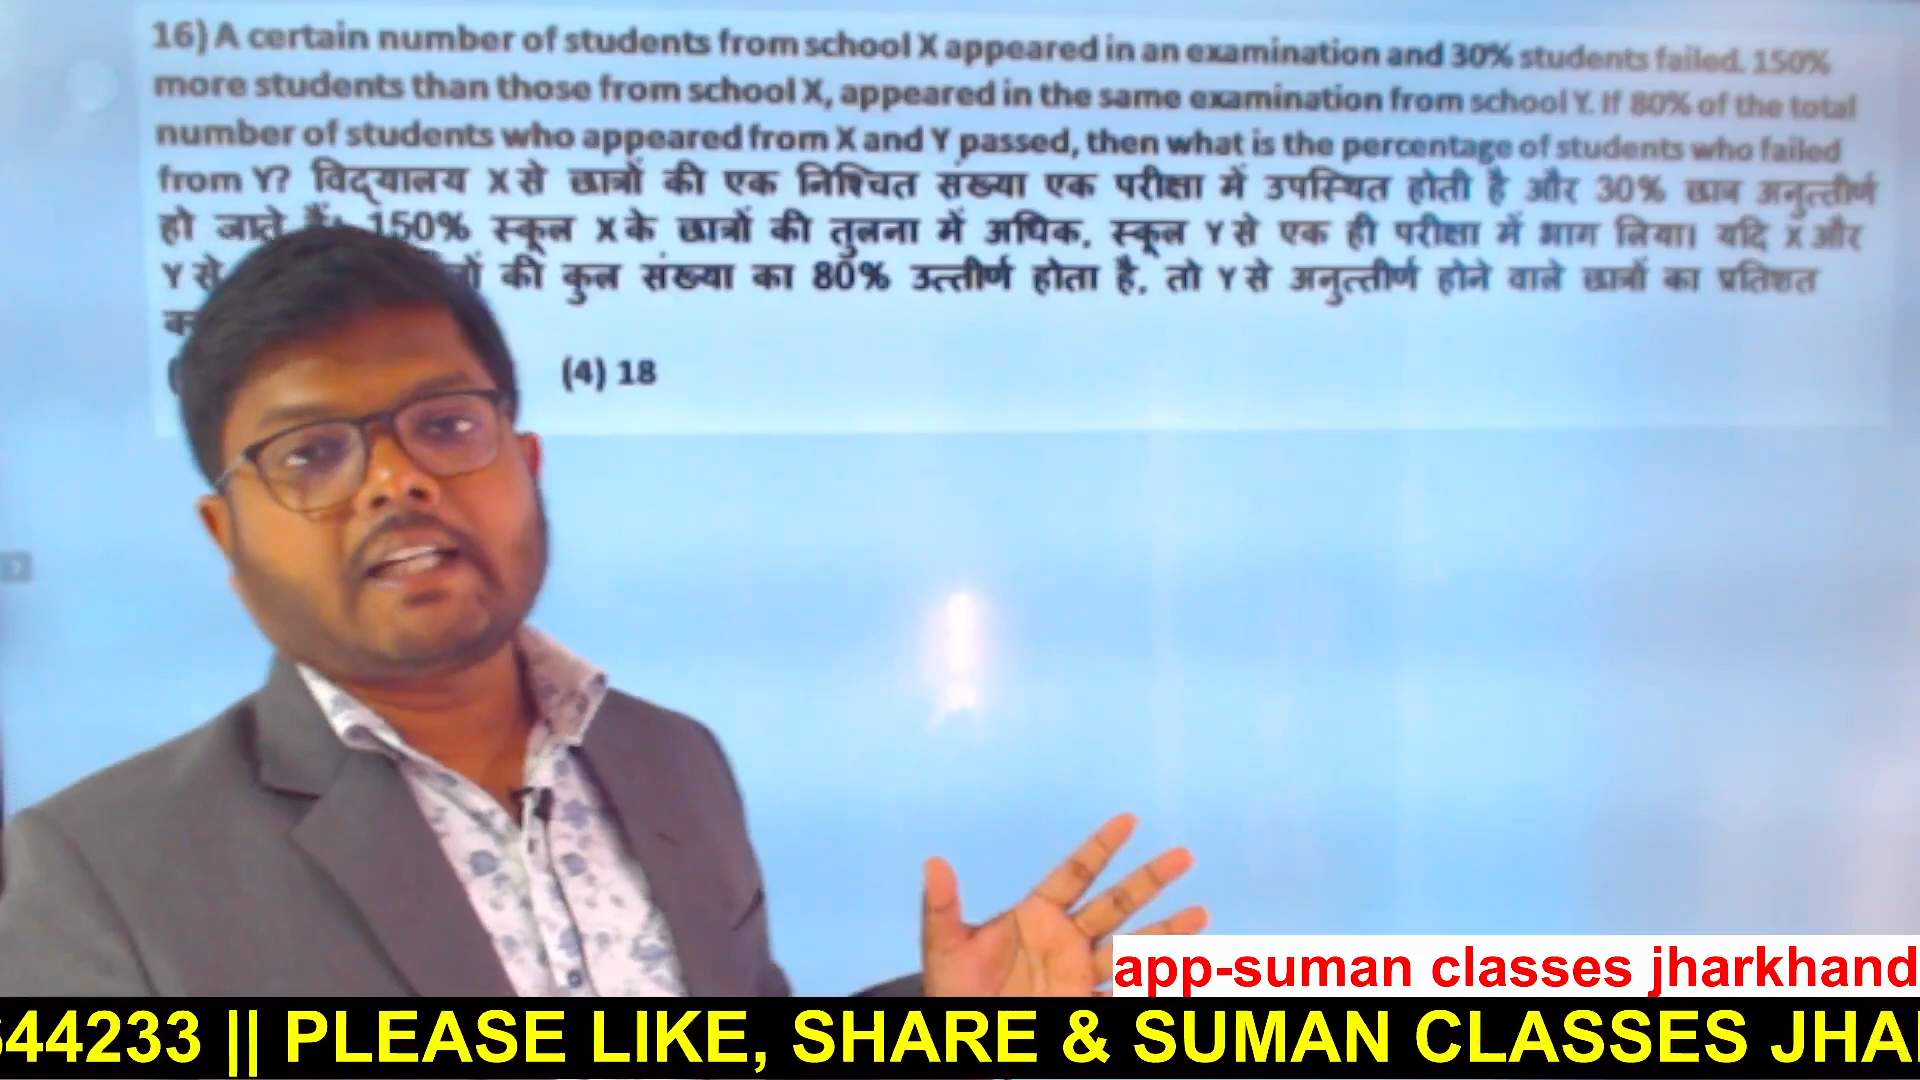 16) A certain number of students from school X appeared in an examination and 30% students failed. 150%
more students than those from school X, appeared in the same examination from school Y. If 80% of the total
number of students who appeared from X and Y passed, then what is the percentage of students who failed
from Y? विद्यालय X से छात्रों की एक निश्चित संख्या एक परीक्षा में उपस्थित होती है और 30% छात्र अनुत्तीर्ण
हो जाते हैं। 150% स्कूल X के छात्रों की तुलना में अधिक, स्कूल Y से एक ही परीक्षा में भाग लिया। यदि X और
Y से की कुल संख्या का 80% उत्तीर्ण होता है, तो Y से अनुत्तीर्ण होने वाले छात्रों का प्रतिशत
(4) 18
app-suman classes jharkhand
644233 || PLEASE LIKE, SHARE & SUMAN CLASSES JHA